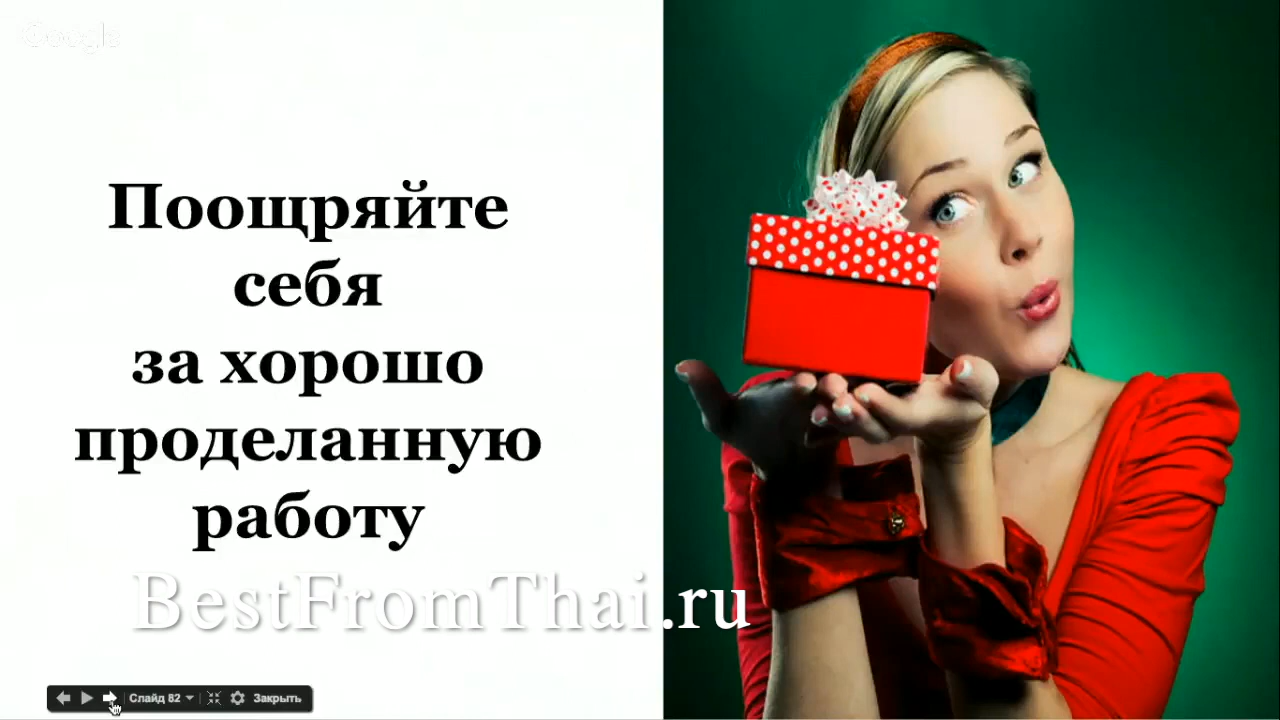 Google
Поощряйте
себя
за хорошо
проделанную
работу
BestFromThai.ru
Слайд 82
Закрыть